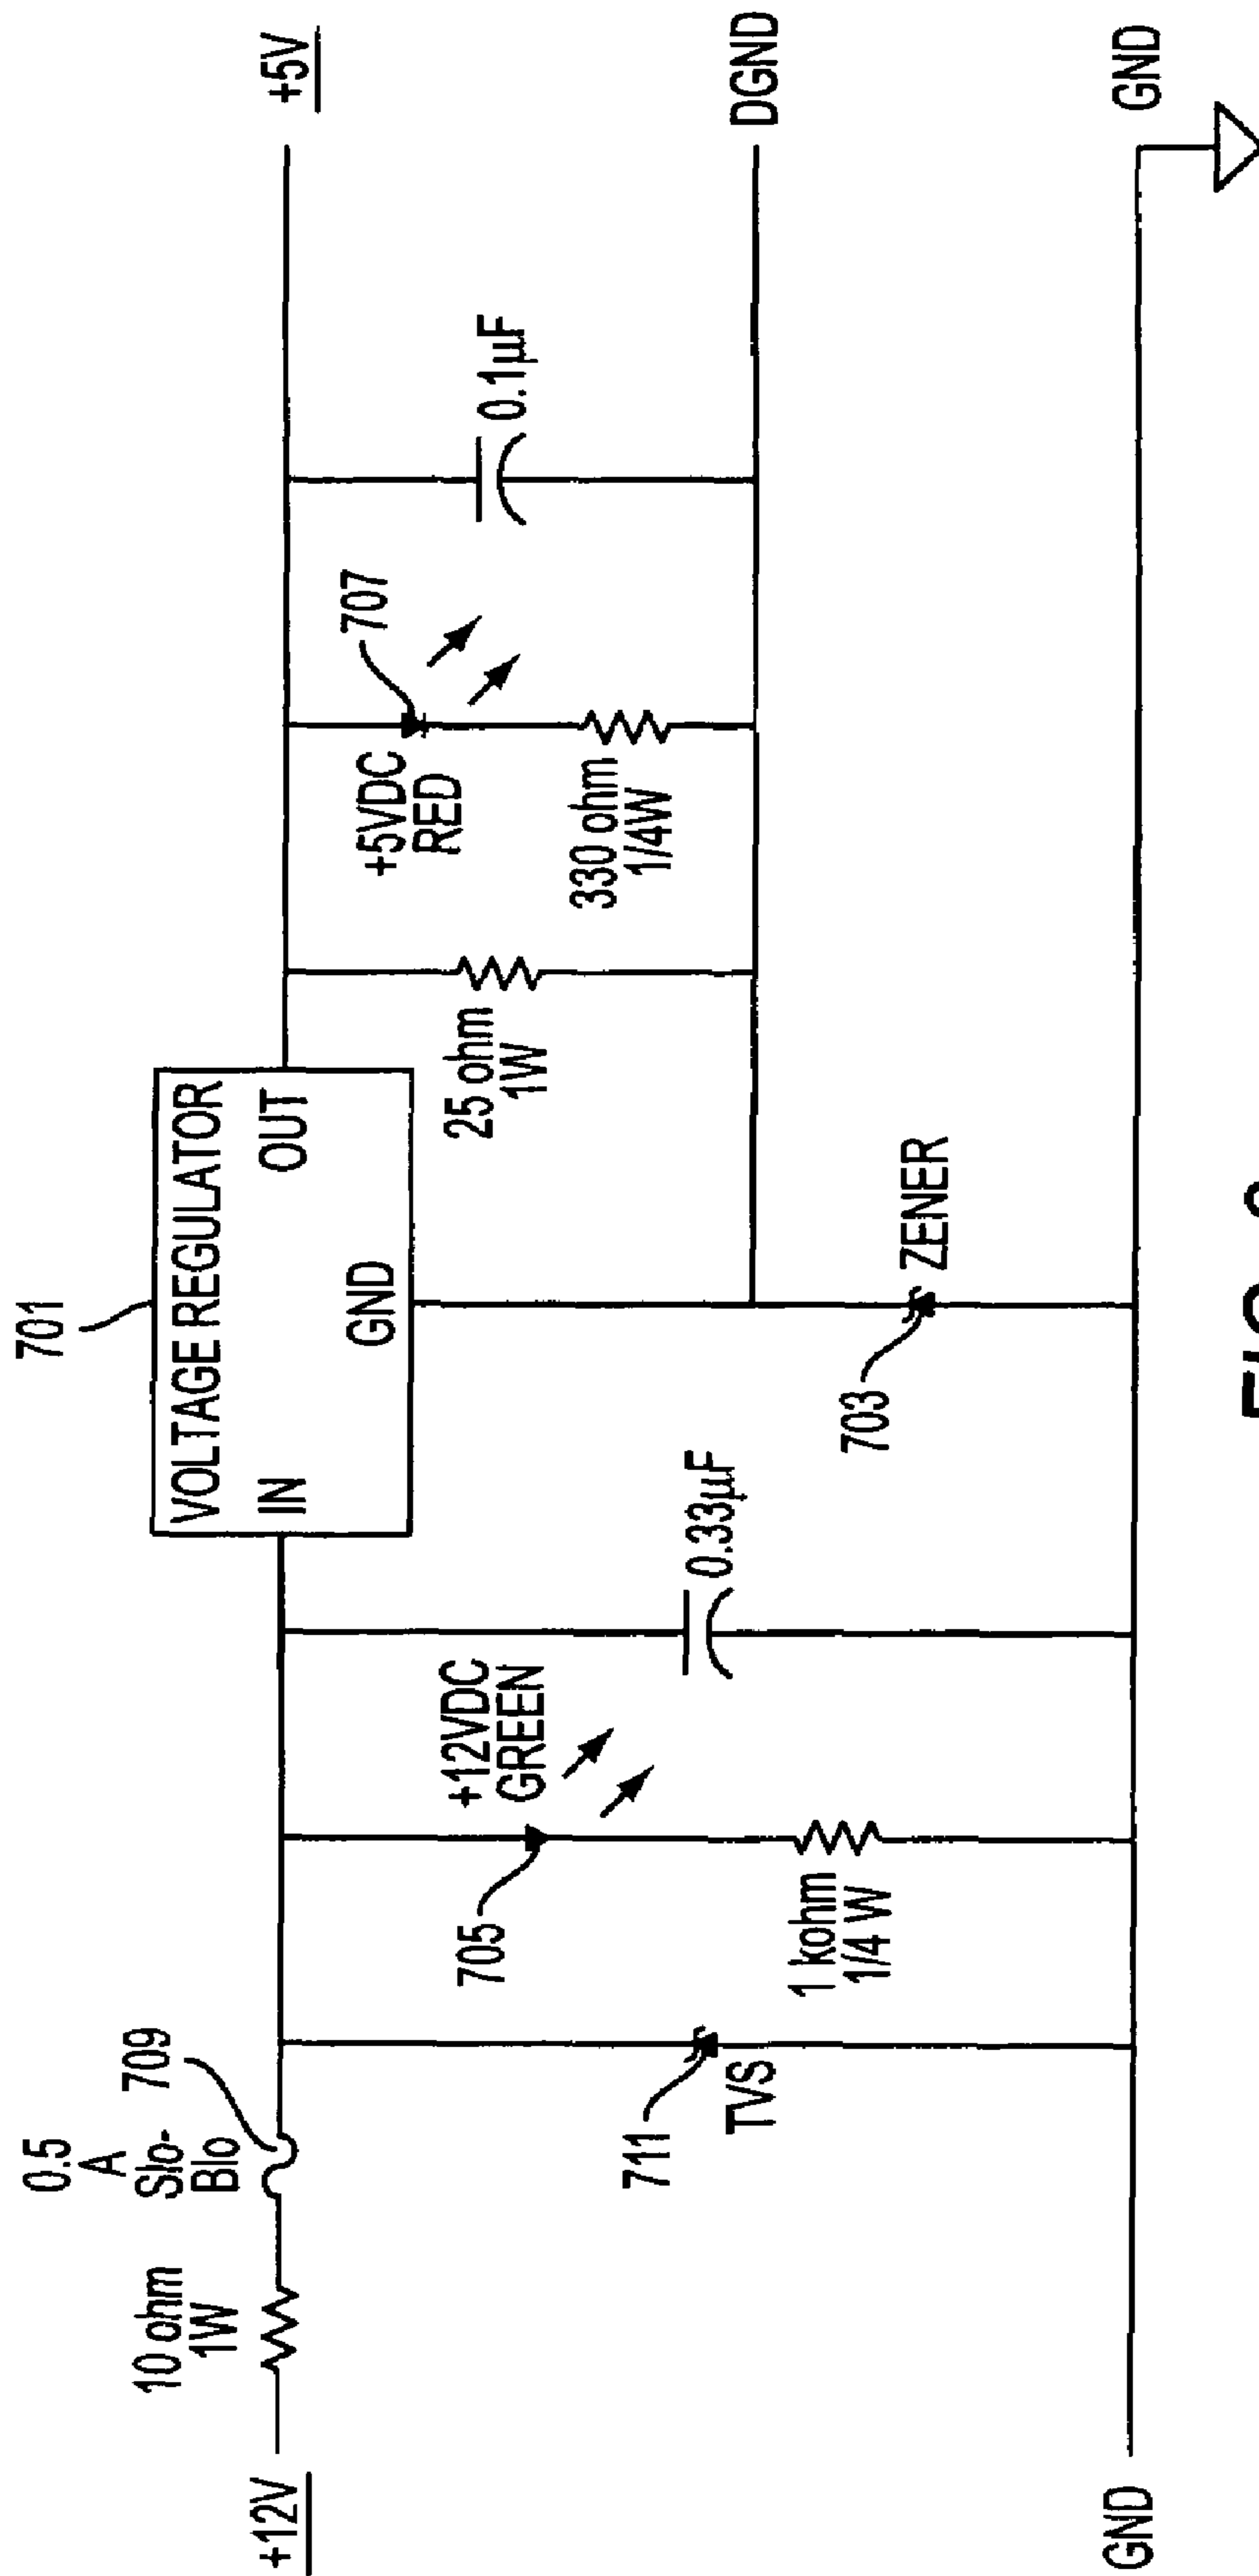 701
VOLTAGE REGULATOR
IN
OUT
GND
0.5
A
Slo-
Blo
709
10 ohm
1W
+12V
+5V
25 ohm
1W
+5VDC
RED
707
330 ohm
1/4W
0.1µF
DGND
+12VDC
GREEN
705
1 kohm
1/4 W
0.33µF
711
TVS
703
ZENER
GND
GND